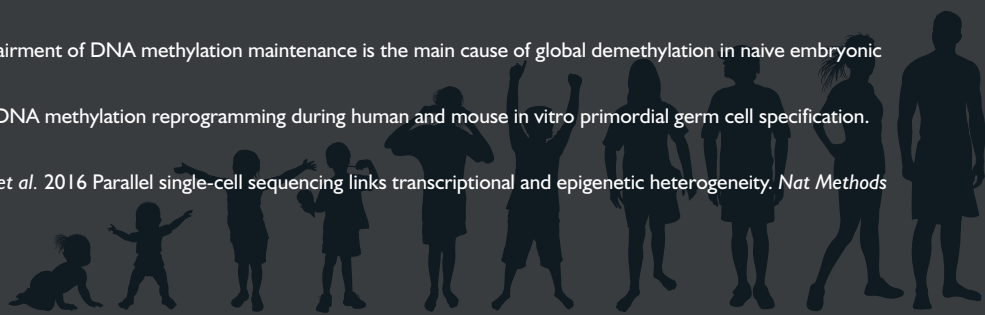 airment of DNA methylation maintenance is the main cause of global demethylation in naive embryonic
DNA methylation reprogramming during human and mouse in vitro primordial germ cell specification.
et al. 2016 Parallel single-cell sequencing links transcriptional and epigenetic heterogeneity. Nat Methods